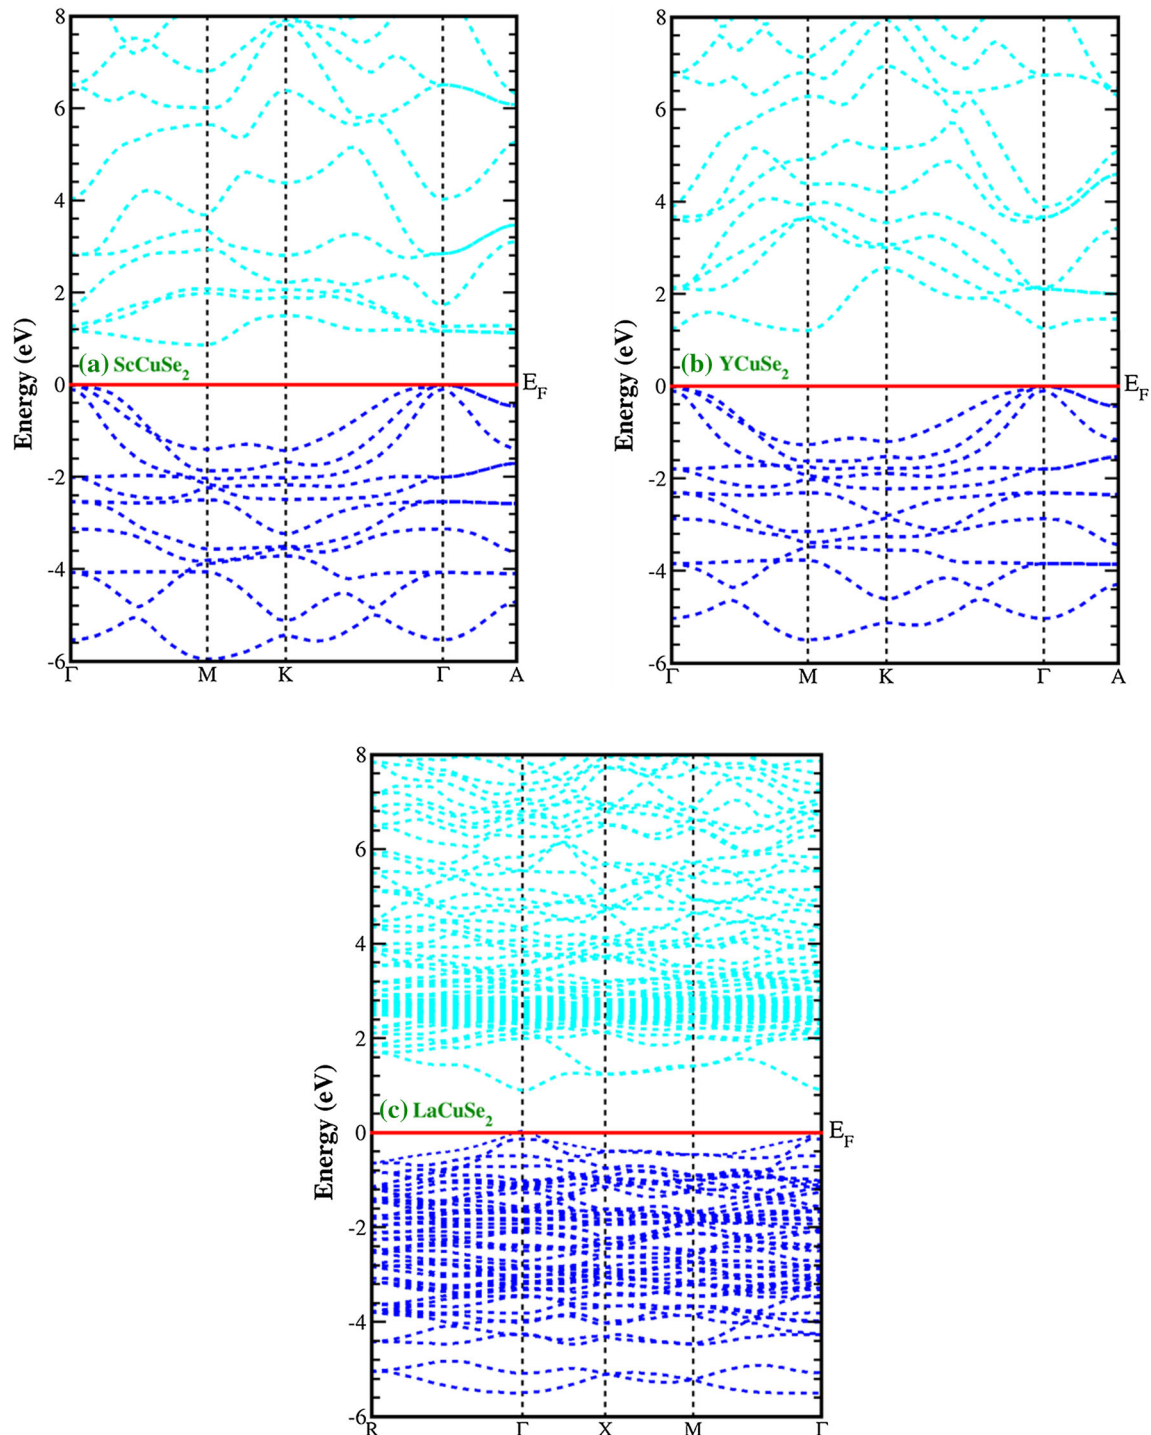 8
6
4
2
0
-2
-4
-6
Energy (eV)
(a) ScCuSe2
EF
Γ M K Γ A
8
6
4
2
0
-2
-4
-6
Energy (eV)
(b) YCuSe2
EF
Γ M K Γ A
8
6
4
2
0
-2
-4
-6
Energy (eV)
(c) LaCuSe2
EF
R Γ X M Γ